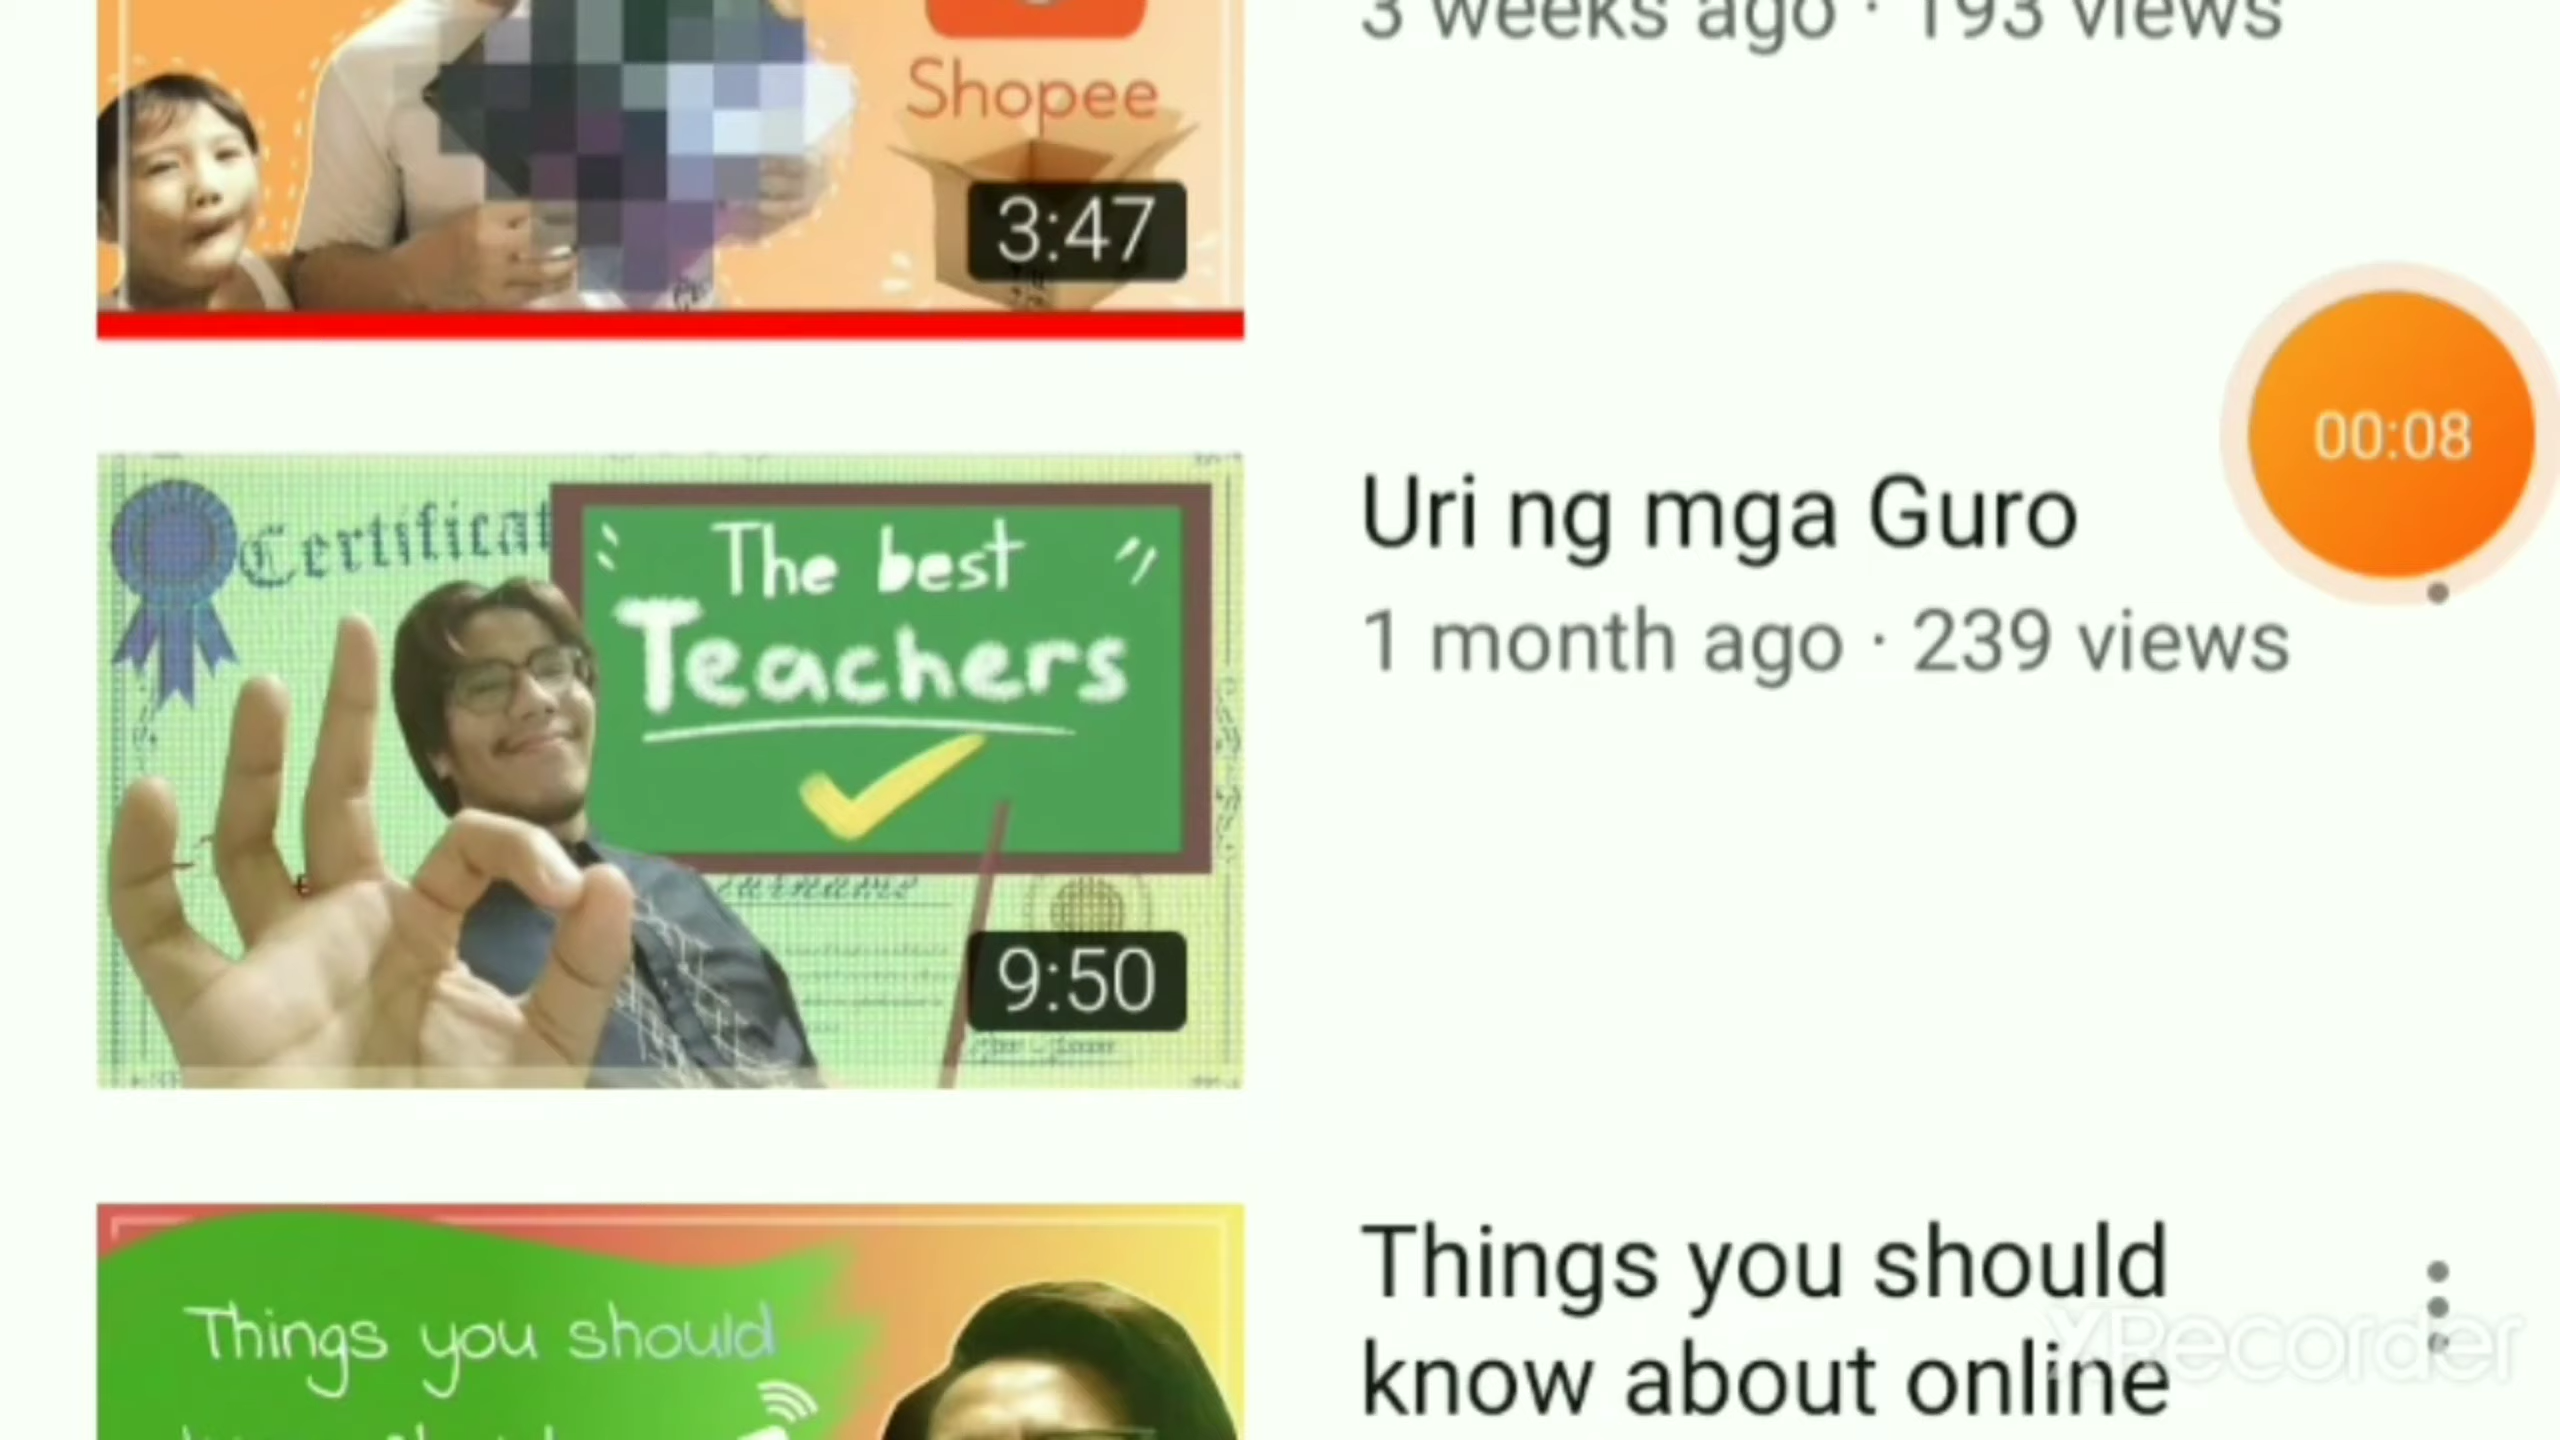 3 weeks ago · 193 views
Shopee
3:47
00:08
Certificat
The best
Teachers
9:50
Uri ng mga Guro
1 month ago · 239 views
Things you should
Things you should
know about online
XRecorder